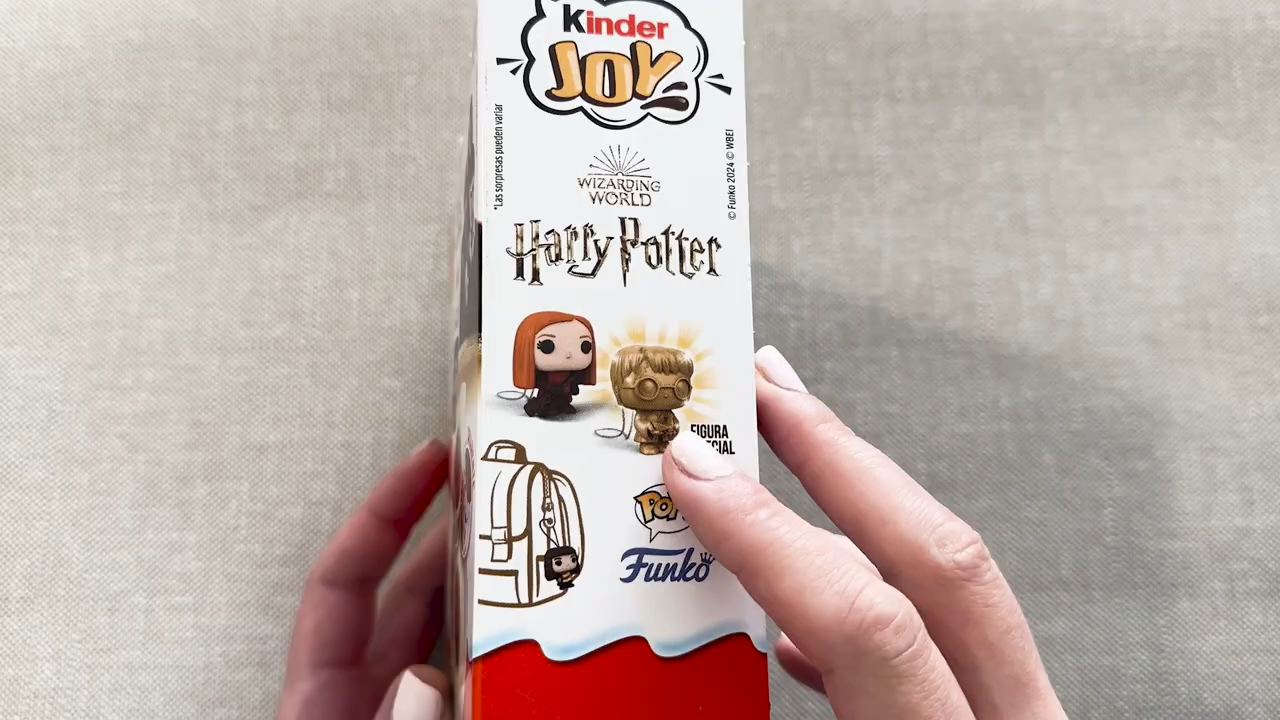 Kinder
JOY
*Las sorpresas pueden variar
© Funko 2024 © WBEI
WIZARDING
WORLD
Harry Potter
FIGURA
POP
Funko